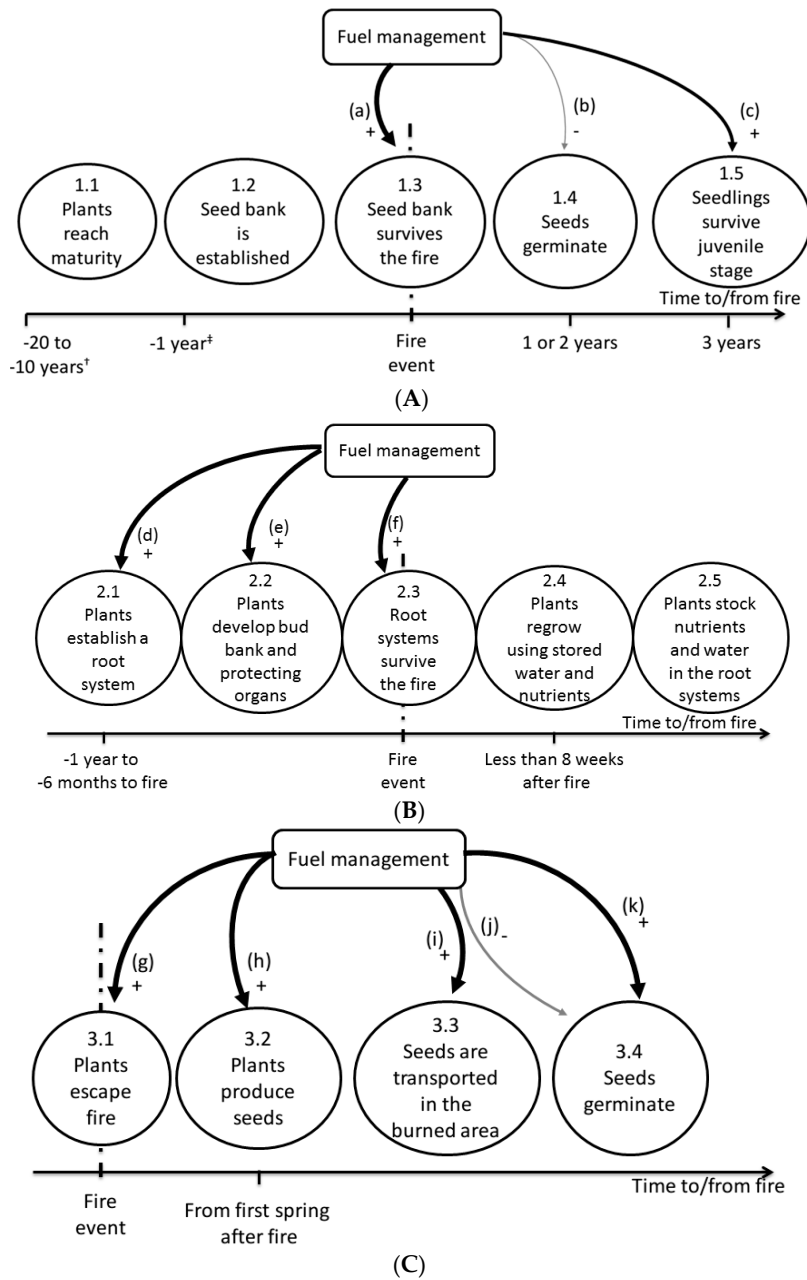 Fuel management
(a)
+
(b)
-
(c)
+
1.1
Plants
reach
maturity
1.2
Seed bank
is
established
1.3
Seed bank
survives
the fire
1.4
Seeds
germinate
1.5
Seedlings
survive
juvenile
stage
Time to/from fire
-20 to
-10 years†
-1 year‡
Fire
event
1 or 2 years
3 years
(A)
Fuel management
(d)
+
(e)
+
(f)
+
2.1
Plants
establish a
root
system
2.2
Plants
develop bud
bank and
protecting
organs
2.3
Root
systems
survive
the fire
2.4
Plants
regrow
using stored
water and
nutrients
2.5
Plants stock
nutrients
and water
in the root
systems
Time to/from fire
-1 year to
-6 months to fire
Fire
event
Less than 8 weeks
after fire
(B)
Fuel management
(g)
+
(h)
+
(i)
+
(j)
-
(k)
+
3.1
Plants
escape
fire
3.2
Plants
produce
seeds
3.3
Seeds are
transported
in the
burned area
3.4
Seeds
germinate
Time to/from fire
Fire
event
From first spring
after fire
(C)